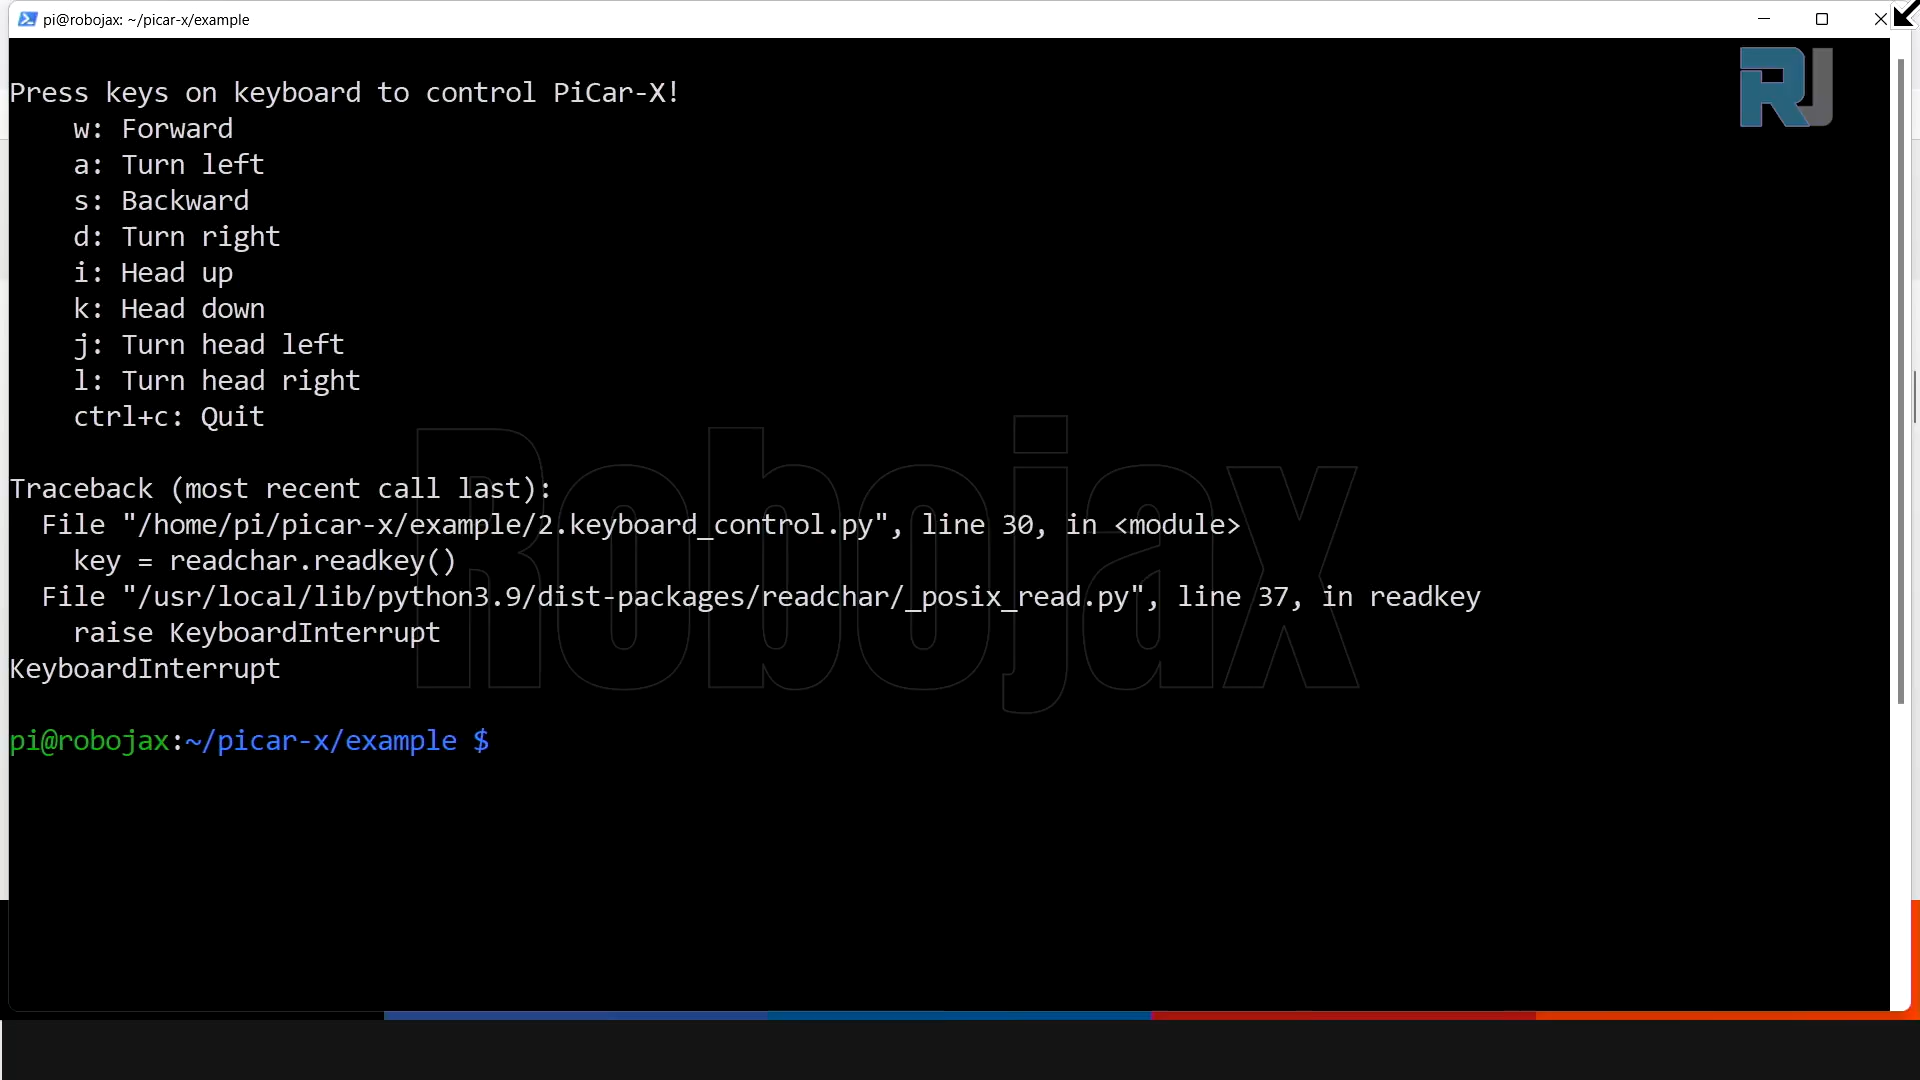 pi@robojax: ~/picar-x/example
RJ
Press keys on keyboard to control PiCar-X!
w: Forward
a: Turn left
s: Backward
d: Turn right
i: Head up
k: Head down
j: Turn head left
l: Turn head right
ctrl+c: Quit
Traceback (most recent call last):
File "/home/pi/picar-x/example/2.keyboard_control.py", line 30, in <module>
key = readchar.readkey()
File "/usr/local/lib/python3.9/dist-packages/readchar/_posix_read.py", line 37, in readkey
raise KeyboardInterrupt
KeyboardInterrupt
Robojax
pi@robojax:~/picar-x/example $